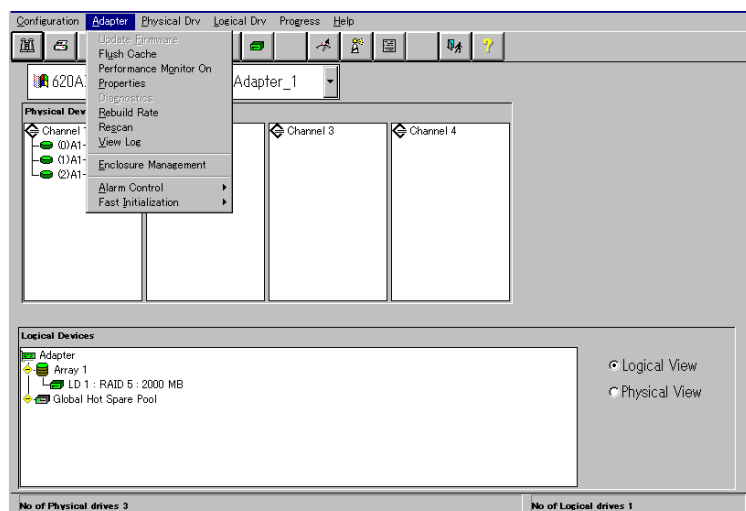 Configuration Adapter Physical Drv Logical Drv Progress Help
Update Firmware
Flush Cache
Performance Monitor On
Properties
Diagnostics
Rebuild Rate
Rescan
View Log
Enclosure Management
Alarm Control
Fast Initialization
620A Adapter_1
Physical Dev
Channel 1 Channel 3 Channel 4
(0)A1-
(1)A1-
(2)A1-
Logical Devices
Adapter
Array 1
LD 1 : RAID 5 : 2000 MB
Global Hot Spare Pool
Logical View
Physical View
No of Physical drives 3 No of Logical drives 1